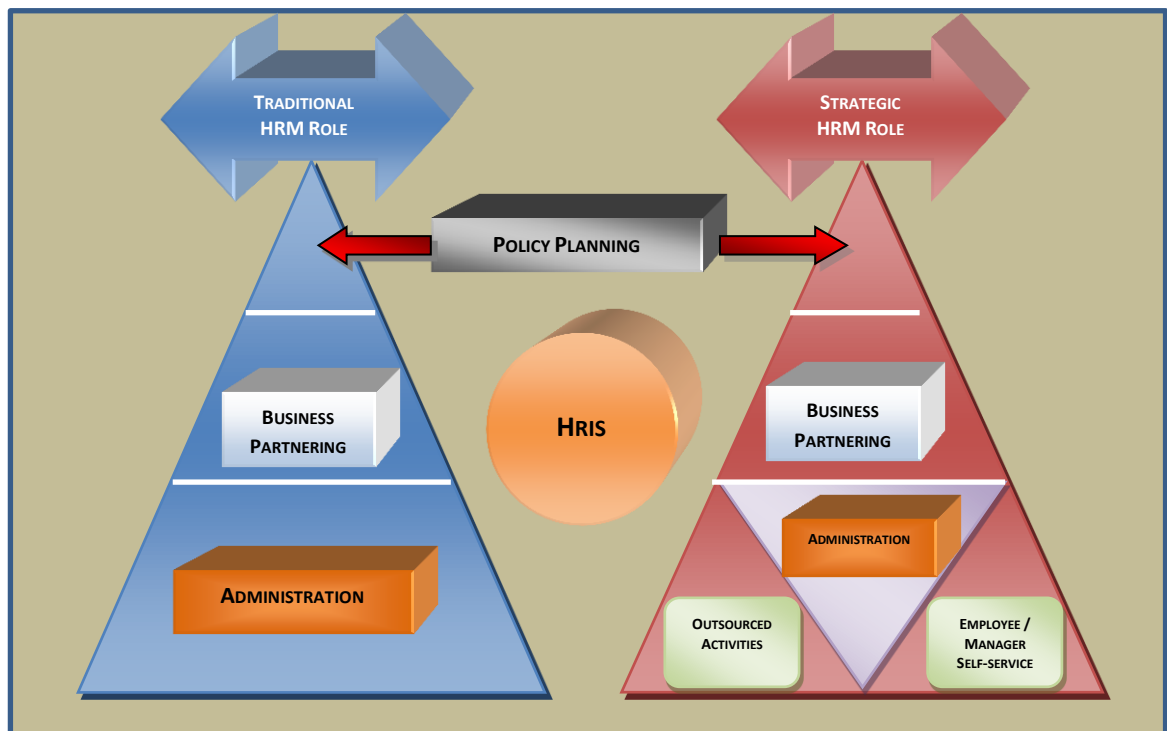 TRADITIONAL
HRM ROLE
STRATEGIC
HRM ROLE
POLICY PLANNING
BUSINESS
PARTNERING
HRIS
BUSINESS
PARTNERING
ADMINISTRATION
ADMINISTRATION
OUTSOURCED
ACTIVITIES
EMPLOYEE /
MANAGER
SELF-SERVICE